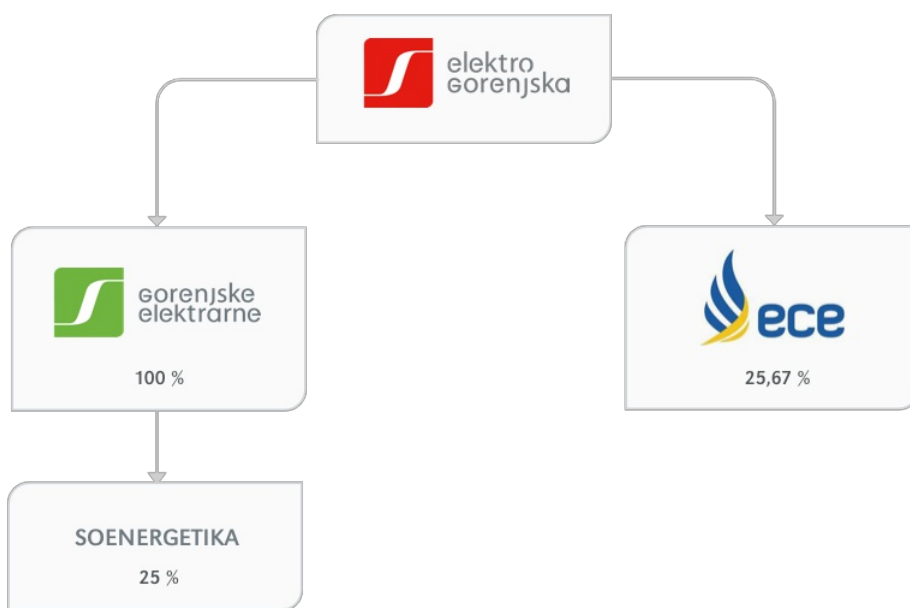 elektro
Gorenjska
Gorenjske
elektrarne
100 %
ece
25,67 %
SOENERGETIKA
25 %